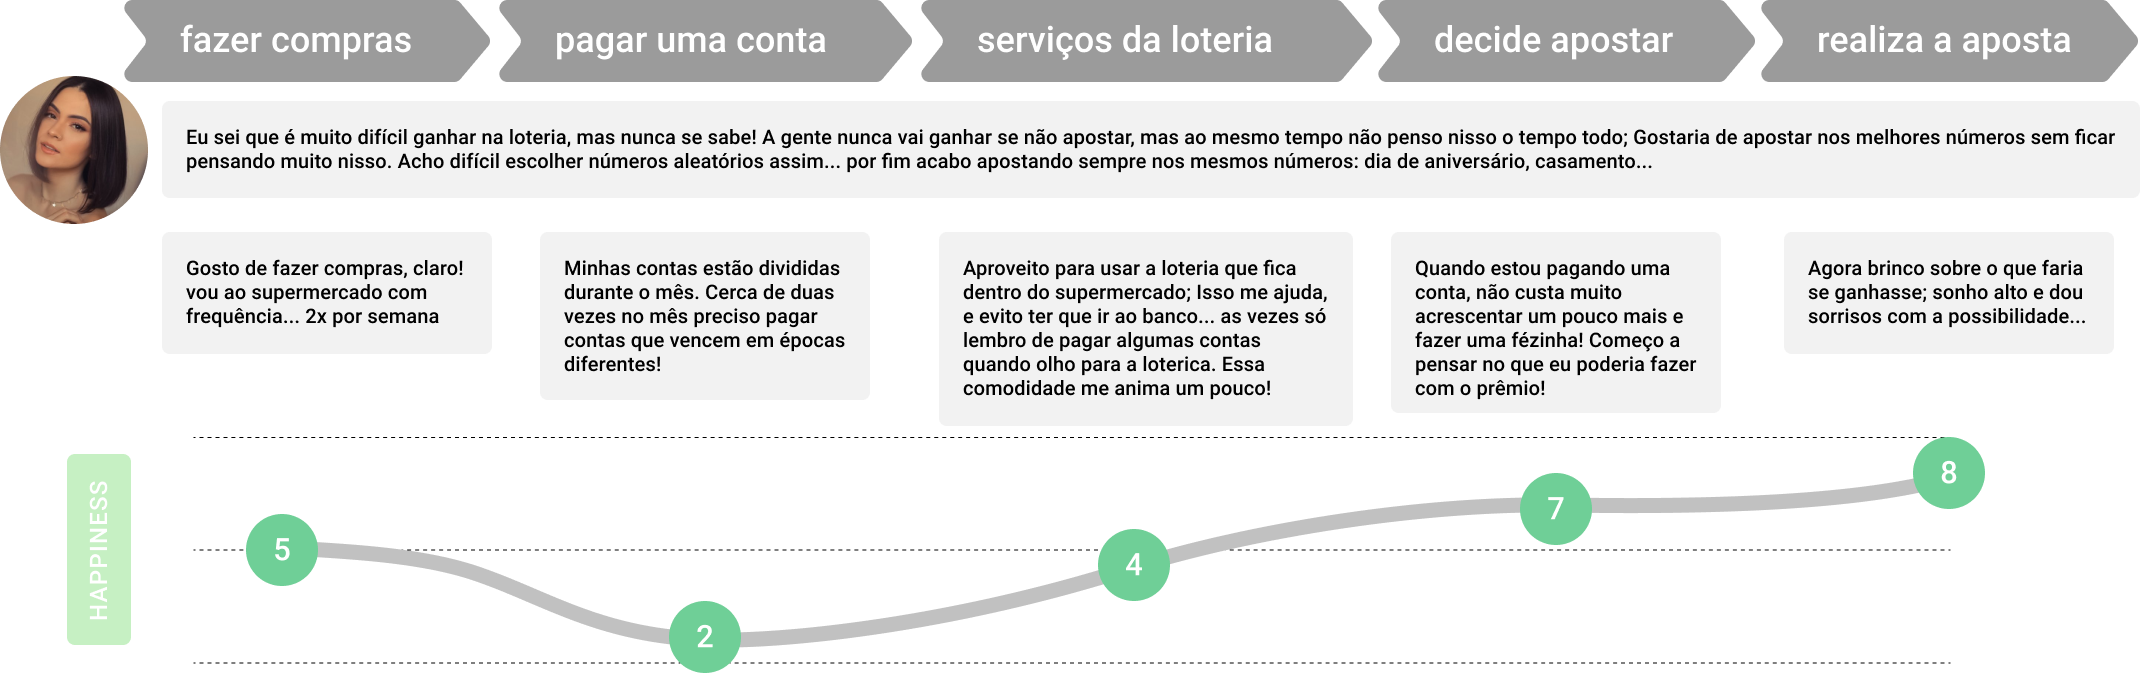 fazer compras
pagar uma conta
serviços da loteria
decide apostar
realiza a aposta
Eu sei que é muito difícil ganhar na loteria, mas nunca se sabe! A gente nunca vai ganhar se não apostar, mas ao mesmo tempo não penso nisso o tempo todo; Gostaria de apostar nos melhores números sem ficar
pensando muito nisso. Acho difícil escolher números aleatórios assim... por fim acabo apostando sempre nos mesmos números: dia de aniversário, casamento...
Gosto de fazer compras, claro!
vou ao supermercado com
frequência... 2x por semana
Minhas contas estão divididas
durante o mês. Cerca de duas
vezes no mês preciso pagar
contas que vencem em épocas
diferentes!
Aproveito para usar a loteria que fica
dentro do supermercado; Isso me ajuda,
e evito ter que ir ao banco... as vezes só
lembro de pagar algumas contas
quando olho para a loterica. Essa
comodidade me anima um pouco!
Quando estou pagando uma
conta, não custa muito
acrescentar um pouco mais e
fazer uma fézinha! Começo a
pensar no que eu poderia fazer
com o prêmio!
Agora brinco sobre o que faria
se ganhasse; sonho alto e dou
sorrisos com a possibilidade...
HAPPINESS
5
2
4
7
8